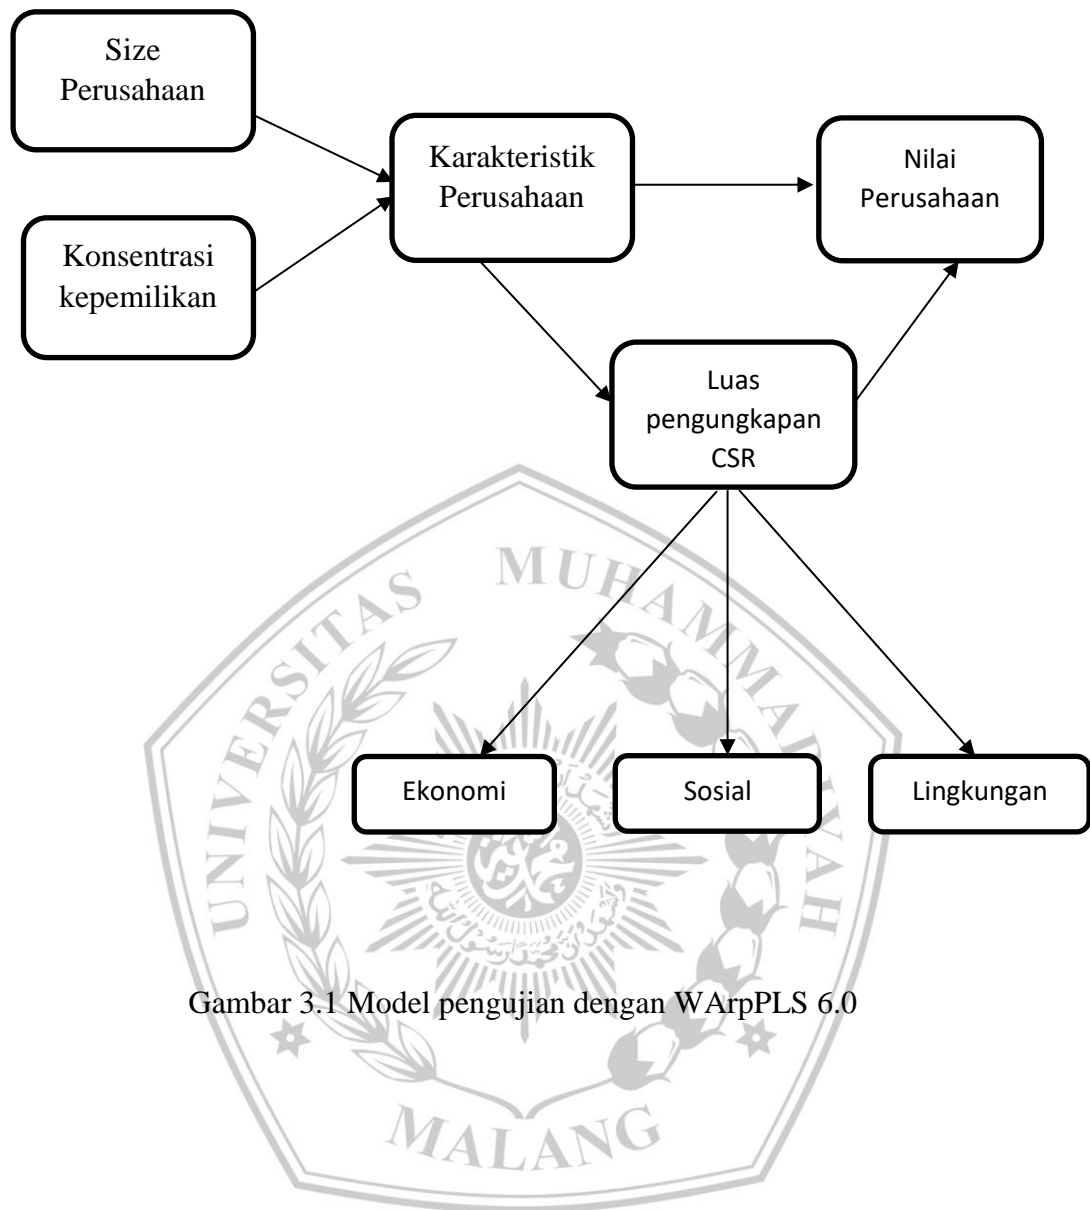 Size
Perusahaan
Konsentrasi
kepemilikan
Karakteristik
Perusahaan
Nilai
Perusahaan
Luas
pengungkapan
CSR
Ekonomi
Sosial
Lingkungan
UNIVERSITAS MUHAMMADIYAH
MALANG
Gambar 3.1 Model pengujian dengan WArpPLS 6.0